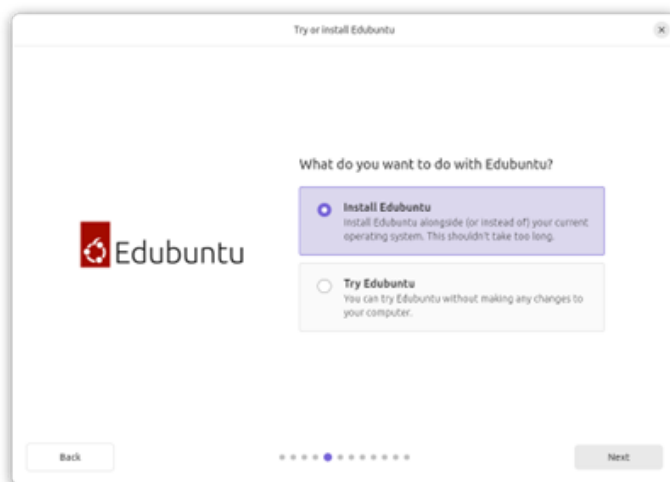 Try or install Edubuntu
What do you want to do with Edubuntu?
Install Edubuntu
Install Edubuntu alongside (or instead of) your current
operating system. This shouldn't take too long.
Edubuntu
Try Edubuntu
You can try Edubuntu without making any changes to
your computer.
Back
Next